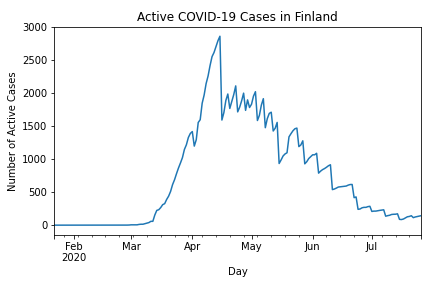 Active COVID-19 Cases in Finland
Number of Active Cases
3000
2500
2000
1500
1000
500
0
Feb
2020
Mar
Apr
May
Jun
Jul
Day